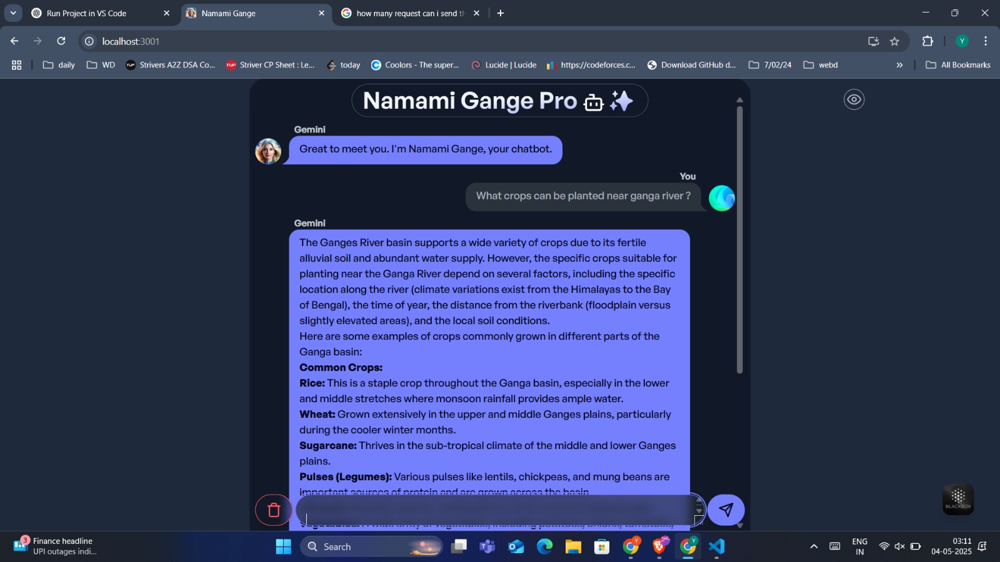 Run Project in VS Code
Namami Gange
how many request can i send th
localhost:3001
Y
daily
WD
TUF
Strivers A2Z DSA Co...
TUF
Striver CP Sheet : Le...
today
Coolors - The super...
Lucide | Lucide
https://codeforces.c...
Download GitHub d...
7/02/24
webd
»
All Bookmarks
Namami Gange Pro
Gemini
Great to meet you. I'm Namami Gange, your chatbot.
You
What crops can be planted near ganga river ?
Gemini
The Ganges River basin supports a wide variety of crops due to its fertile
alluvial soil and abundant water supply. However, the specific crops suitable for
planting near the Ganga River depend on several factors, including the specific
location along the river (climate variations exist from the Himalayas to the Bay
of Bengal), the time of year, the distance from the riverbank (floodplain versus
slightly elevated areas), and the local soil conditions.
Here are some examples of crops commonly grown in different parts of the
Ganga basin:
Common Crops:
Rice: This is a staple crop throughout the Ganga basin, especially in the lower
and middle stretches where monsoon rainfall provides ample water.
Wheat: Grown extensively in the upper and middle Ganges plains, particularly
during the cooler winter months.
Sugarcane: Thrives in the sub-tropical climate of the middle and lower Ganges
plains.
Pulses (Legumes): Various pulses like lentils, chickpeas, and mung beans are
important sources of protein and are grown across the basin.
BLACKBOX
3
Finance headline
UPI outages indi...
Search
Y
Y
ENG
IN
03:11
04-05-2025